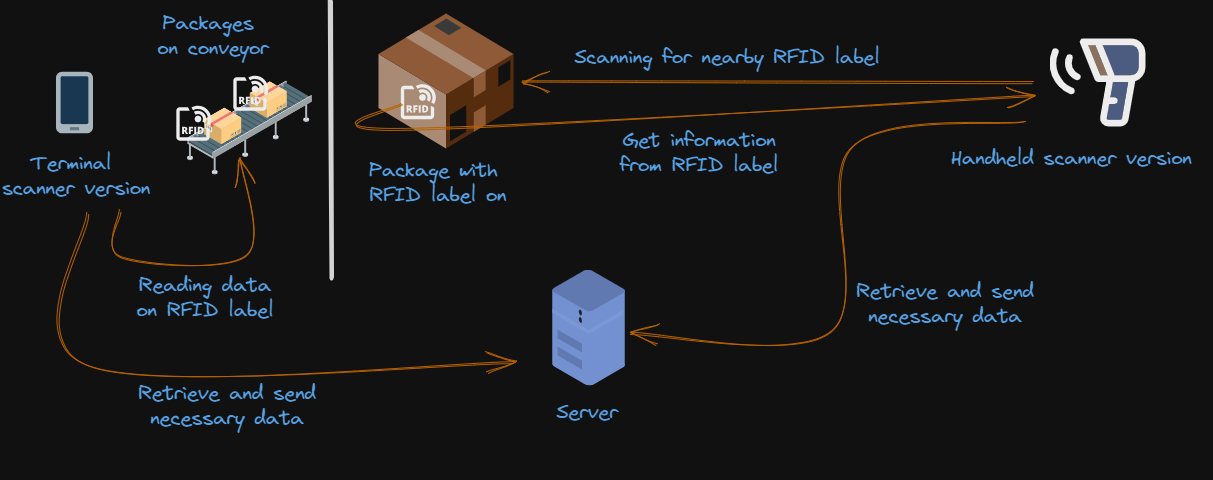 Packages
on conveyor
RFID
RFID
Terminal
scanner version
Reading data
on RFID label
Retrieve and send
necessary data
RFID
Package with
RFID label on
Scanning for nearby RFID label
Get information
from RFID label
Handheld scanner version
Retrieve and send
necessary data
Server